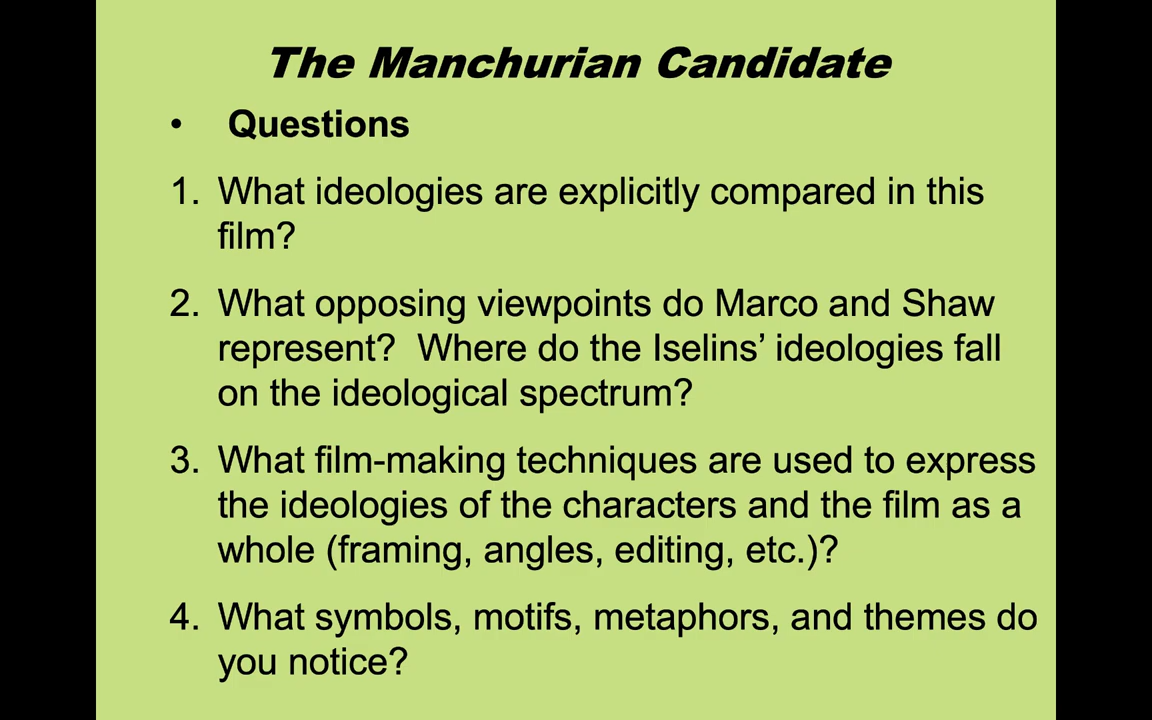 The Manchurian Candidate
• Questions
1. What ideologies are explicitly compared in this
film?
2. What opposing viewpoints do Marco and Shaw
represent?  Where do the Iselins’ ideologies fall
on the ideological spectrum?
3. What film-making techniques are used to express
the ideologies of the characters and the film as a
whole (framing, angles, editing, etc.)?
4. What symbols, motifs, metaphors, and themes do
you notice?